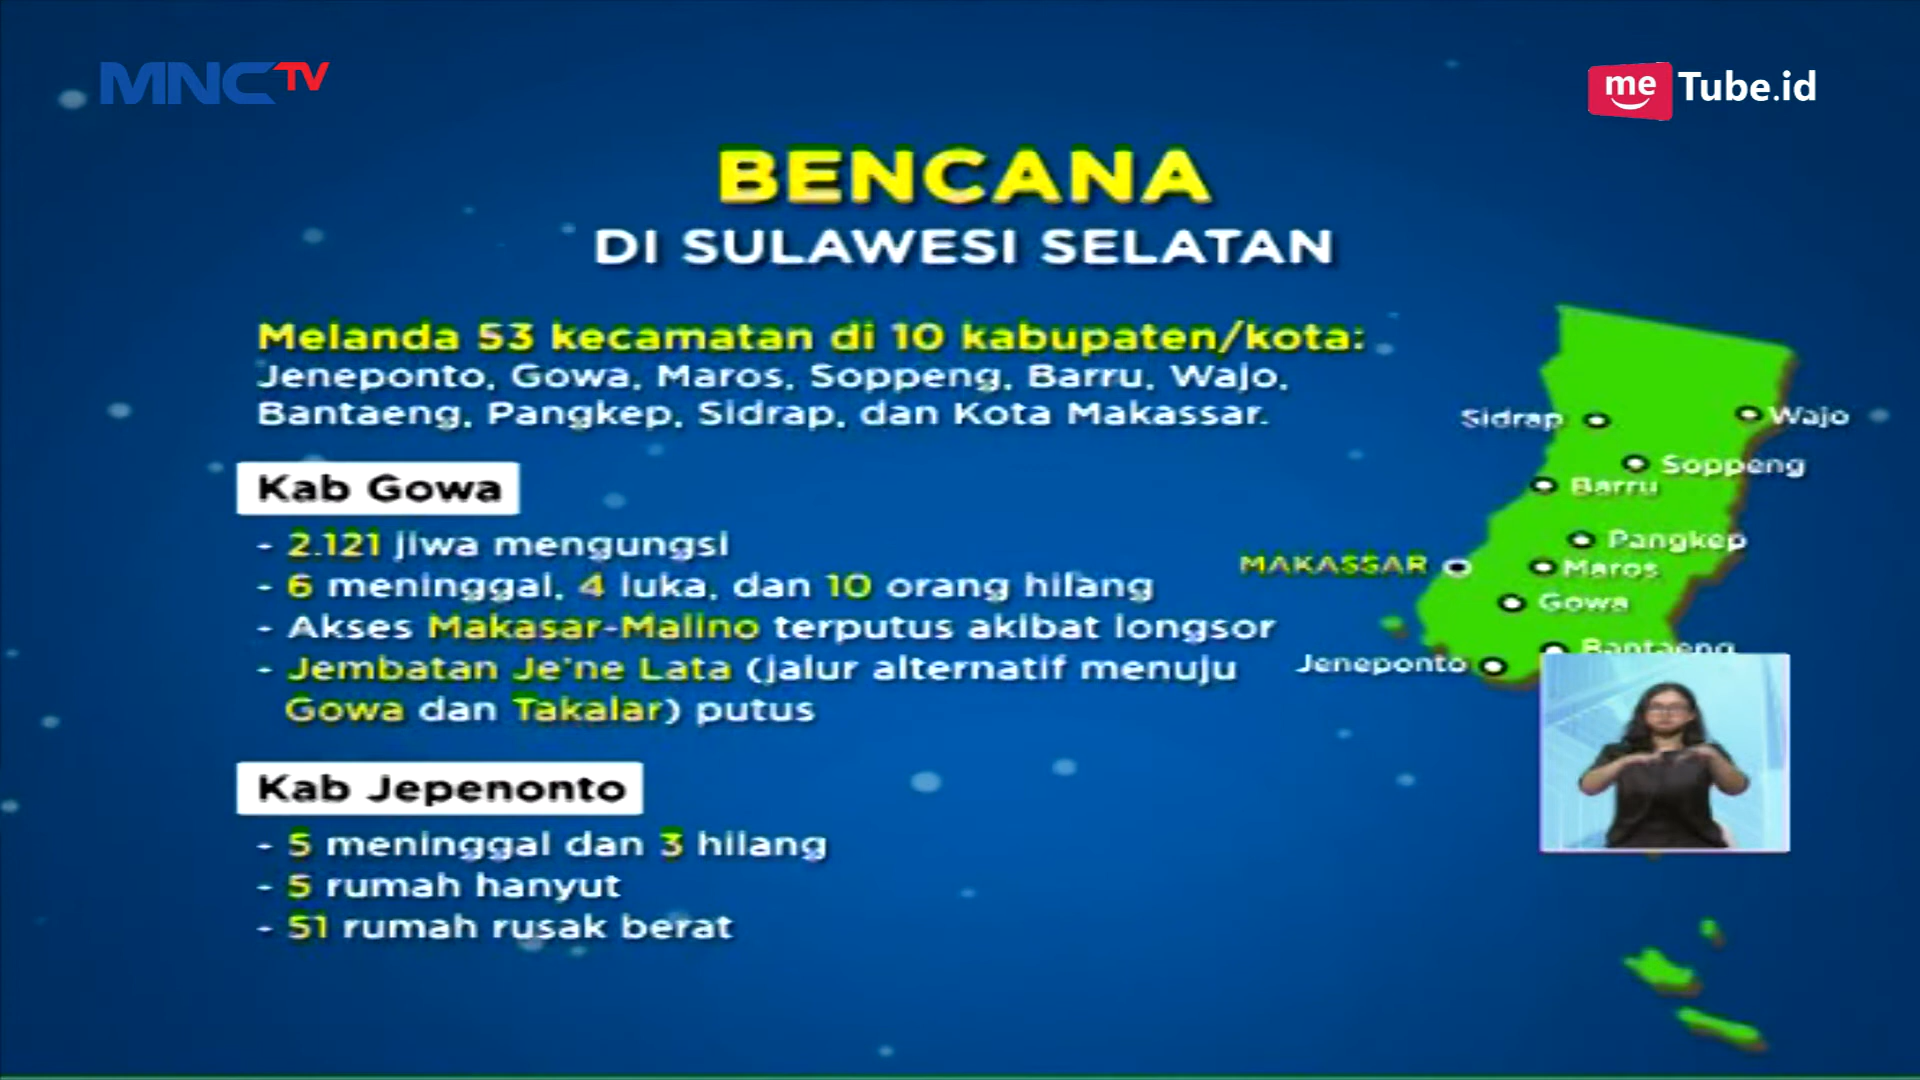 MNCTV
me Tube.id
BENCANA
DI SULAWESI SELATAN
Melanda 53 kecamatan di 10 kabupaten/kota:
Jeneponto, Gowa, Maros, Soppeng, Barru, Wajo,
Bantaeng, Pangkep, Sidrap, dan Kota Makassar.
Kab Gowa
- 2.121 jiwa mengungsi
- 6 meninggal, 4 luka, dan 10 orang hilang
- Akses Makasar-Malino terputus akibat longsor
- Jembatan Je'ne Lata (jalur alternatif menuju
Gowa dan Takalar) putus
Kab Jepenonto
- 5 meninggal dan 3 hilang
- 5 rumah hanyut
- 51 rumah rusak berat
Sidrap
Wajo
Soppeng
Barru
Pangkep
MAKASSAR
Maros
Gowa
Bantaeng
Jeneponto